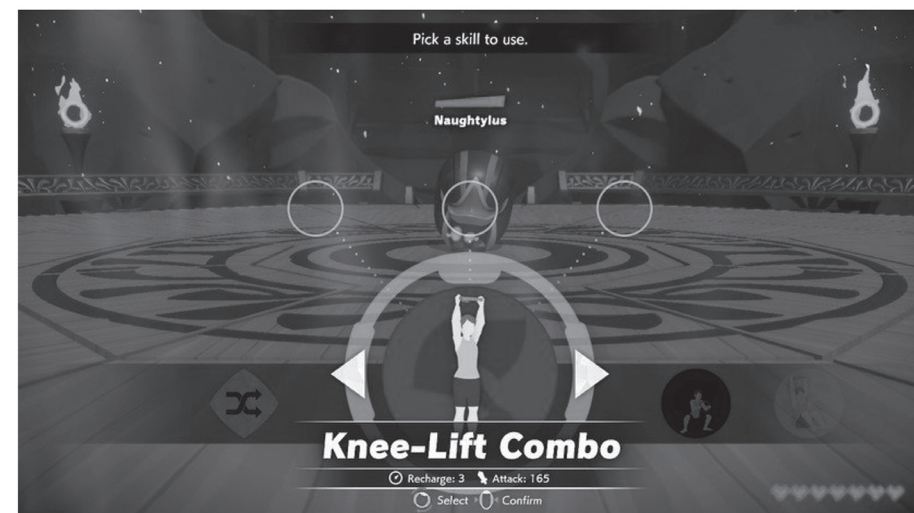 Pick a skill to use.
Naughtylus
Knee-Lift Combo
Recharge: 3 Attack: 165
Select Confirm